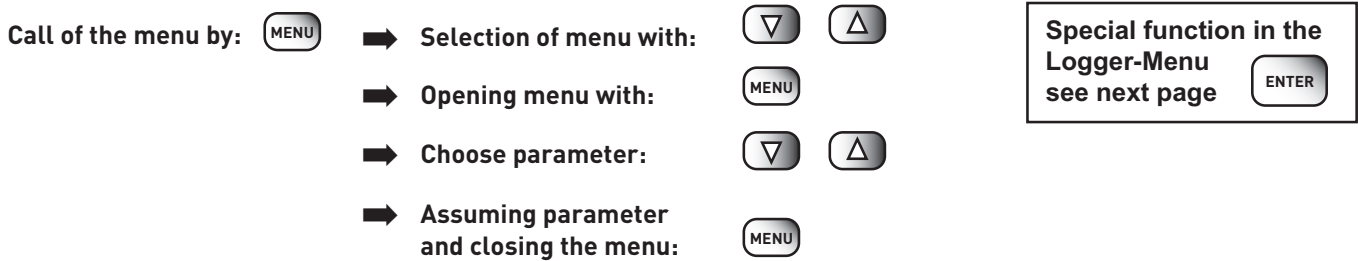 Call of the menu by: MENU
Selection of menu with:
Opening menu with: MENU
Choose parameter:
Assuming parameter
and closing the menu: MENU
Special function in the
Logger-Menu
see next page ENTER